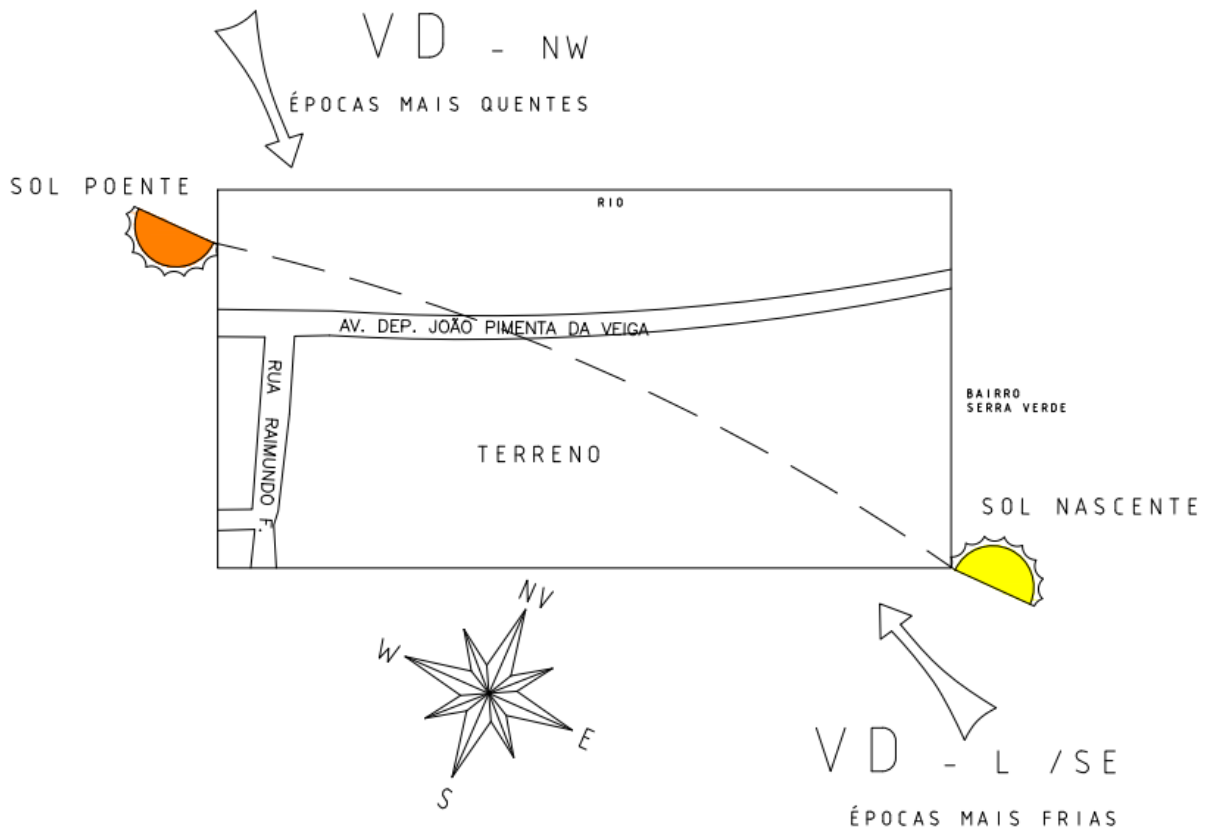 VD - NW
ÉPOCAS MAIS QUENTES
SOL POENTE
RIO
AV. DEP. JOÃO PIMENTA DA VEIGA
RUA RAIMUNDO F.
BAIRRO
SERRA VERDE
TERRENO
SOL NASCENTE
NV
W
E
S
VD - L /SE
ÉPOCAS MAIS FRIAS